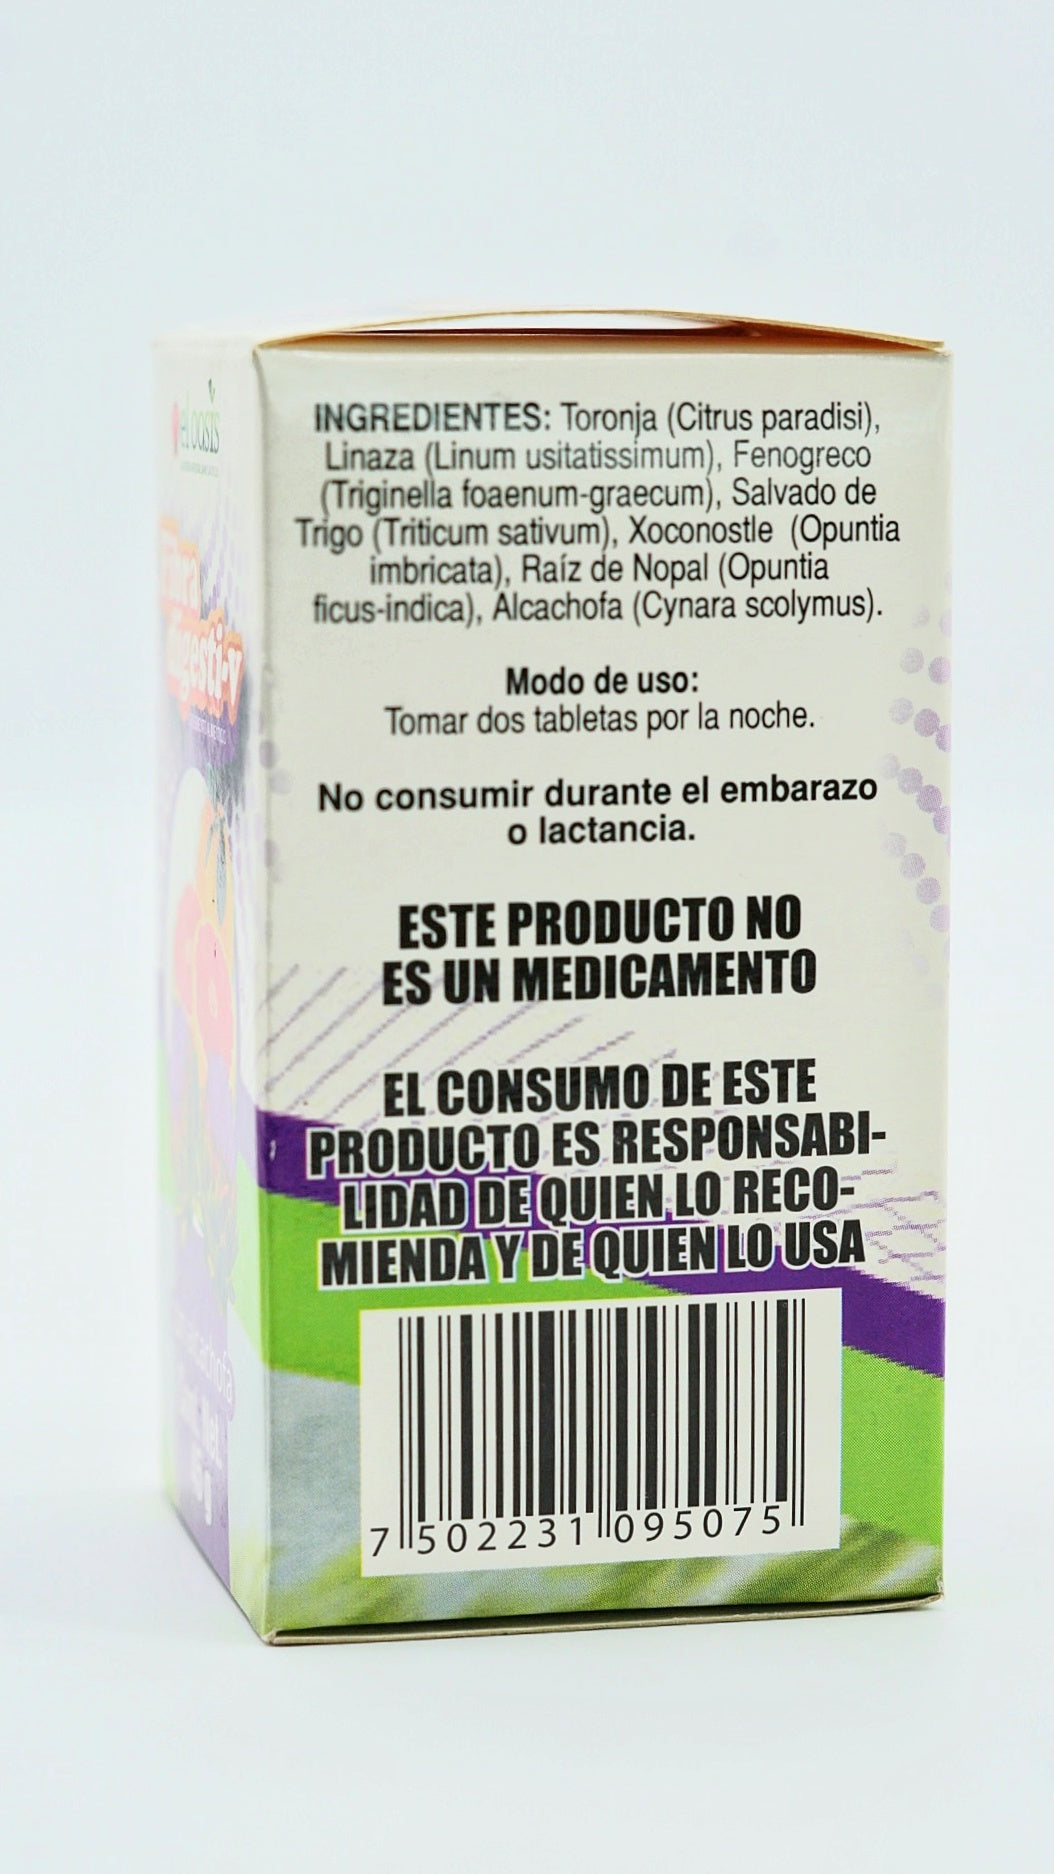 el oasis
INGREDIENTES: Toronja (Citrus paradisi),
Linaza (Linum usitatissimum), Fenogreco
(Triginella foaenum-graecum), Salvado de
Trigo (Triticum sativum), Xoconostle (Opuntia
imbricata), Raíz de Nopal (Opuntia
ficus-indica), Alcachofa (Cynara scolymus).
Modo de uso:
Tomar dos tabletas por la noche.
No consumir durante el embarazo
o lactancia.
ESTE PRODUCTO NO
ES UN MEDICAMENTO
EL CONSUMO DE ESTE
PRODUCTO ES RESPONSABI-
LIDAD DE QUIEN LO RECO-
MIENDA Y DE QUIEN LO USA
7 502231 095075